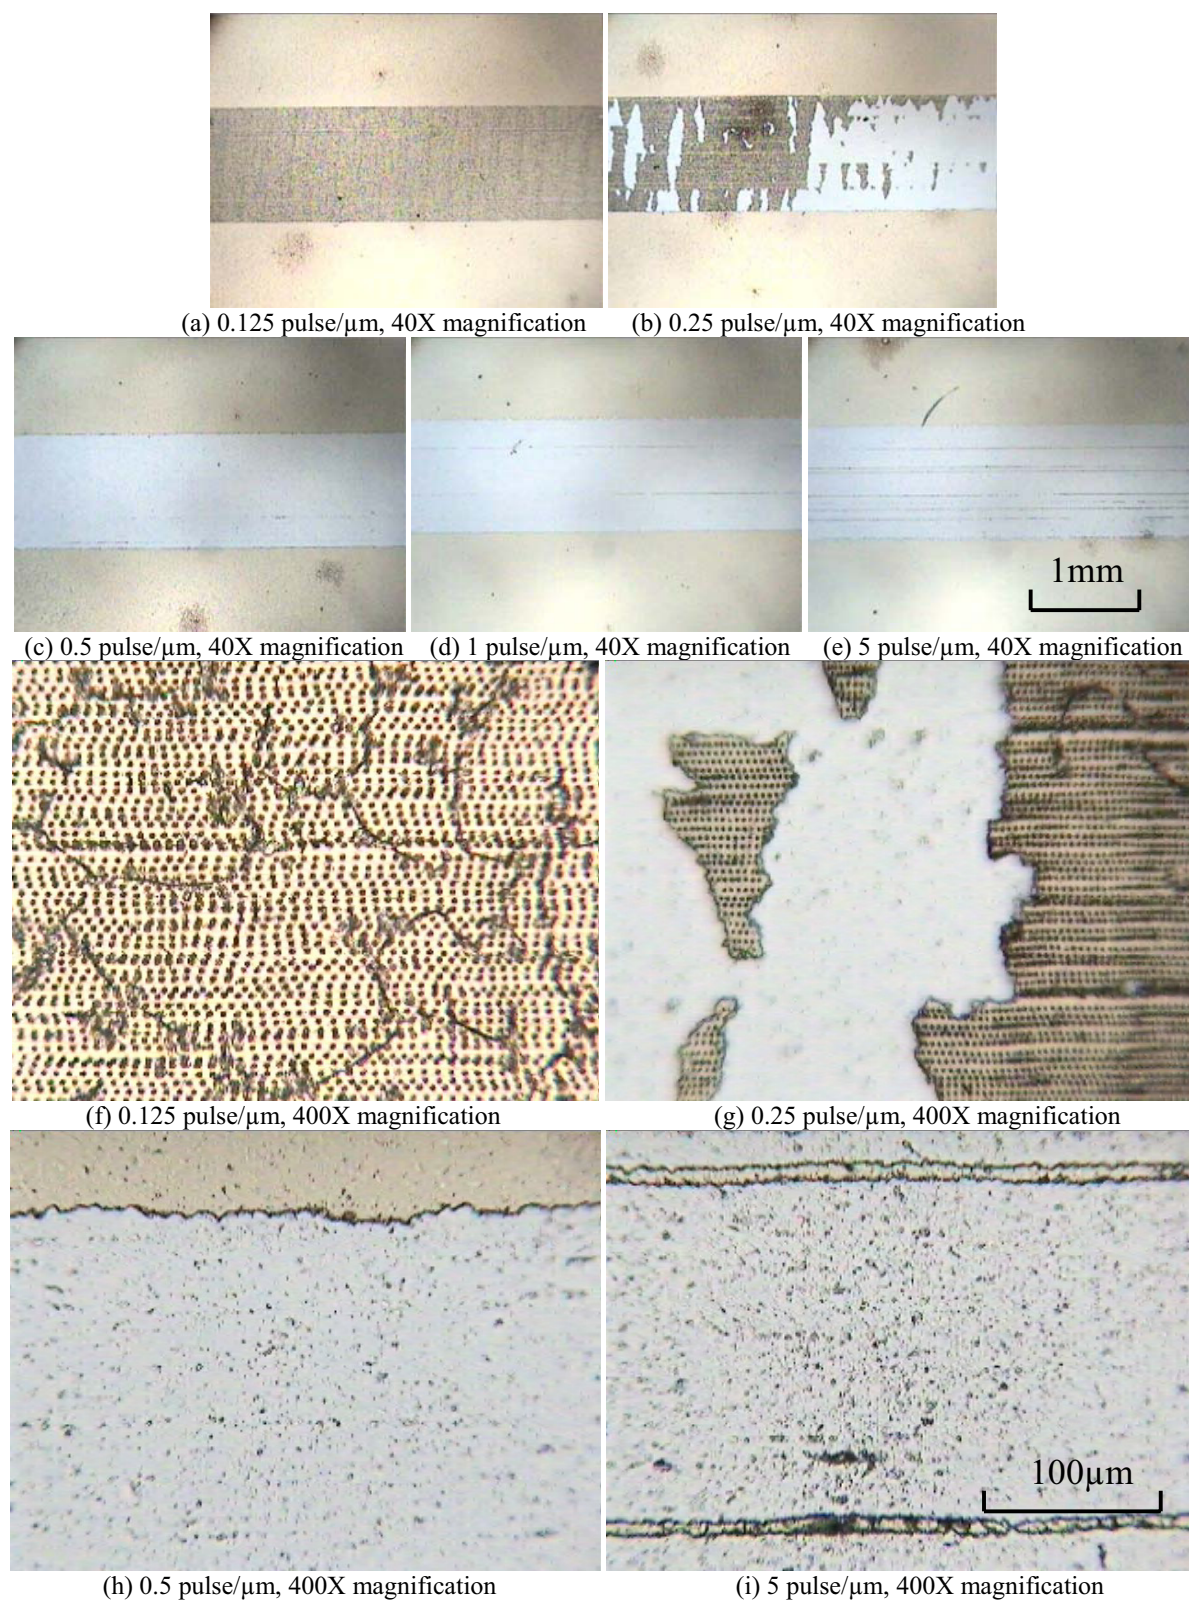 (a) 0.125 pulse/µm, 40X magnification
(b) 0.25 pulse/µm, 40X magnification
1mm
(c) 0.5 pulse/µm, 40X magnification
(d) 1 pulse/µm, 40X magnification
(e) 5 pulse/µm, 40X magnification
(f) 0.125 pulse/µm, 400X magnification
(g) 0.25 pulse/µm, 400X magnification
100µm
(h) 0.5 pulse/µm, 400X magnification
(i) 5 pulse/µm, 400X magnification